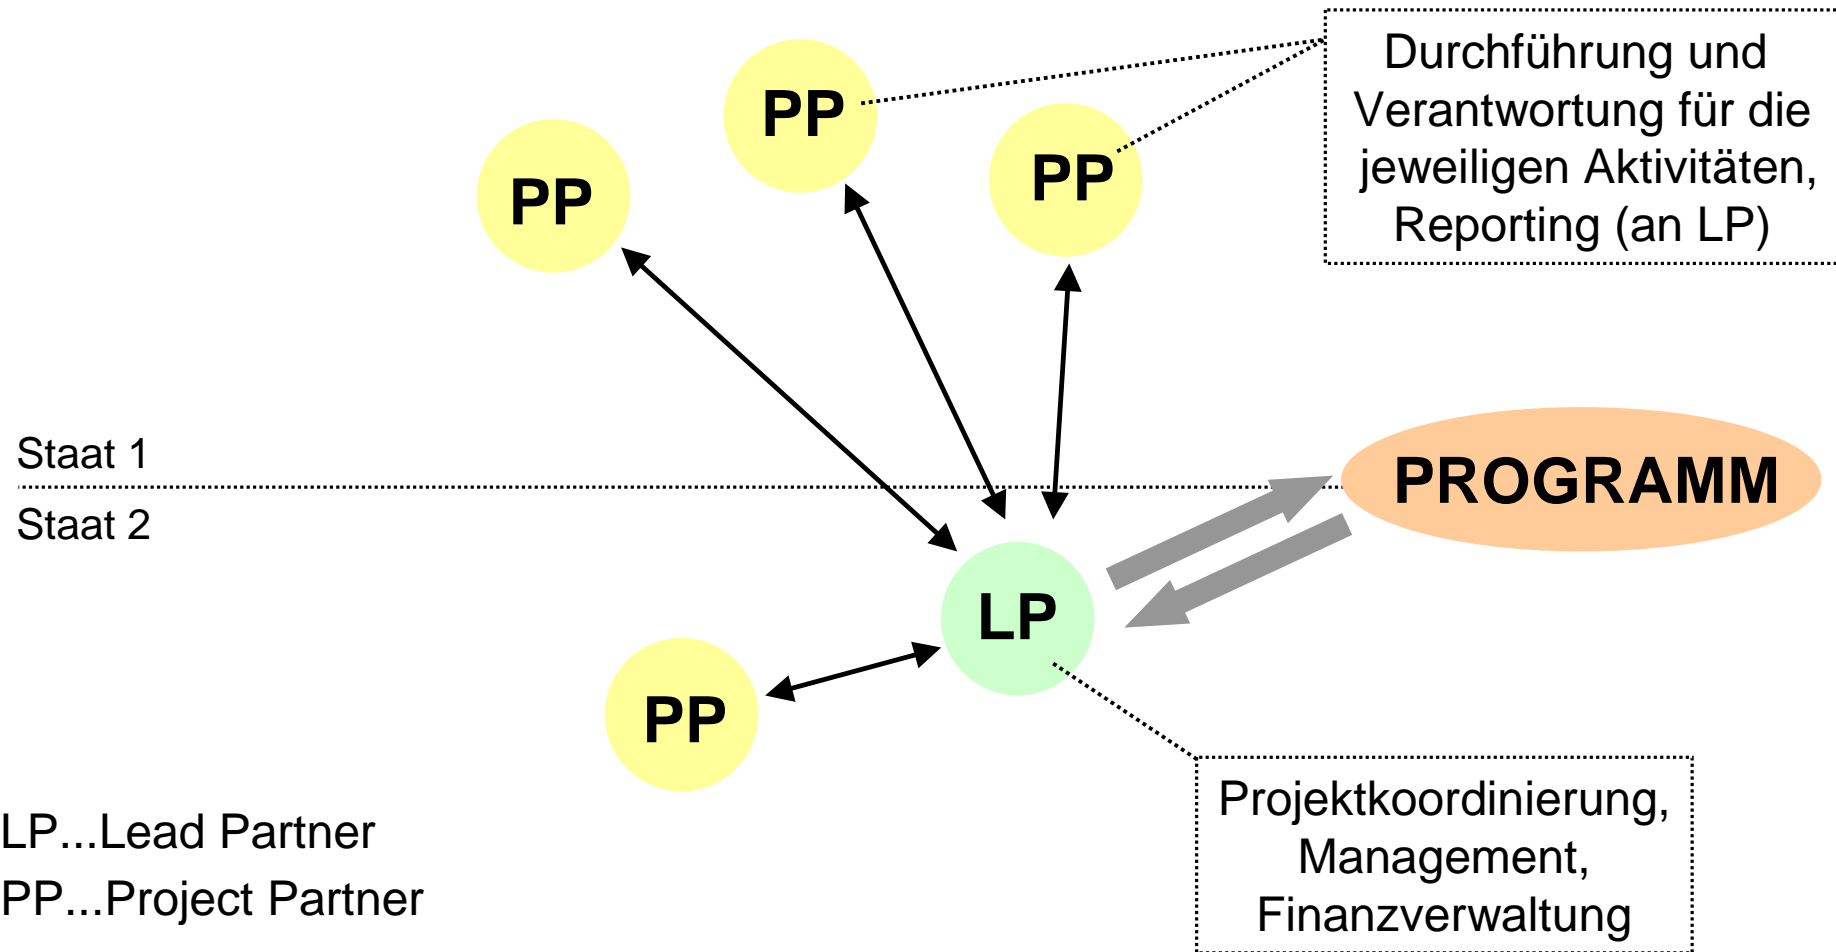 PP
PP
PP
Durchführung und
Verantwortung für die
jeweiligen Aktivitäten,
Reporting (an LP)
Staat 1
Staat 2
PROGRAMM
LP
PP
Projektkoordinierung,
Management,
Finanzverwaltung
LP...Lead Partner
PP...Project Partner